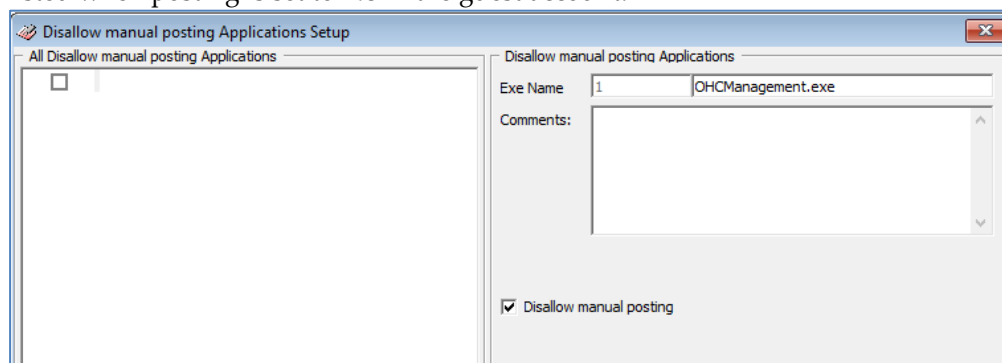 Disallow manual posting Applications Setup
All Disallow manual posting Applications
Disallow manual posting Applications
Exe Name 1 OHCManagement.exe
Comments:
Disallow manual posting